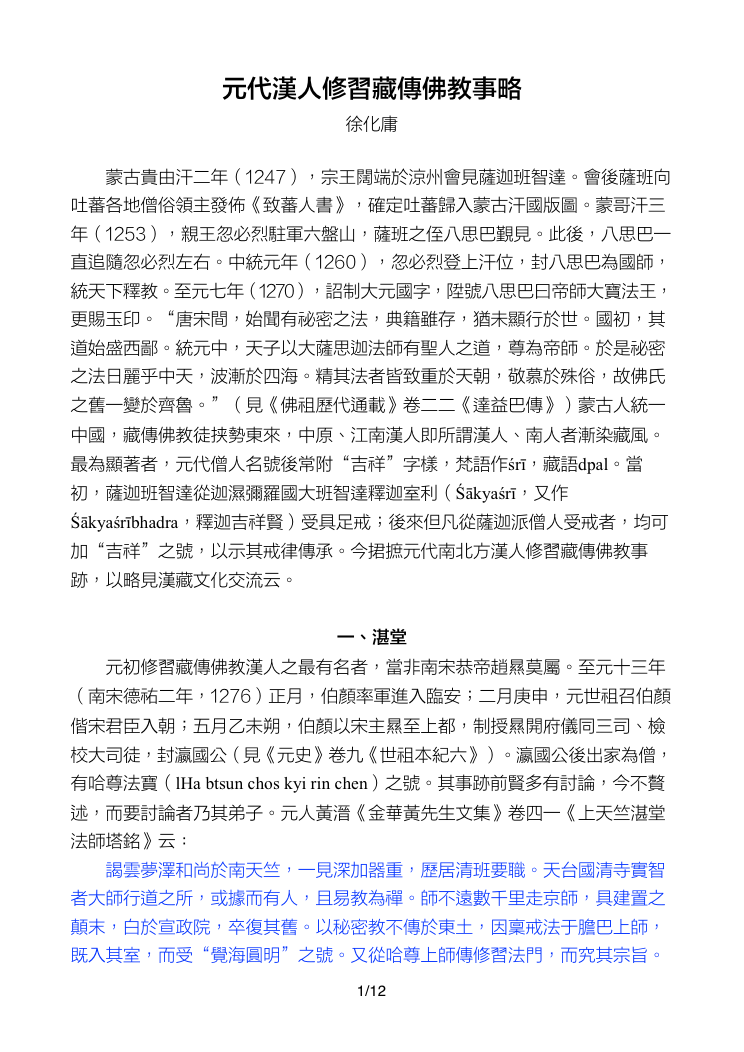 元代漢人修習藏傳佛教事略
徐化庸
蒙古貴由汗二年（1247），宗王闊端於涼州會見薩迦班智達。會後薩班向
吐蕃各地僧俗領主發佈《致蕃人書》，確定吐蕃歸入蒙古汗國版圖。蒙哥汗三
年（1253），親王忽必烈駐軍六盤山，薩班之侄八思巴覲見。此後，八思巴一
直追隨忽必烈左右。中統元年（1260），忽必烈登上汗位，封八思巴為國師，
統天下釋教。至元七年（1270），詔制大元國字，陞號八思巴曰帝師大寶法王，
更賜玉印。“唐宋間，始聞有祕密之法，典籍雖存，猶未顯行於世。國初，其
道始盛西鄙。統元中，天子以大薩思迦法師有聖人之道，尊為帝師。於是祕密
之法日麗乎中天，波漸於四海。精其法者皆致重於天朝，敬慕於殊俗，故佛氏
之舊一變於齊魯。”（見《佛祖歷代通載》卷二二《達益巴傳》）蒙古人統一
中國，藏傳佛教徒挾勢東來，中原、江南漢人即所謂漢人、南人者漸染藏風。
最為顯著者，元代僧人名號後常附“吉祥”字樣，梵語作śrī，藏語dpal。當
初，薩迦班智達從迦濕彌羅國大班智達釋迦室利（Śākyaśrī，又作
Śākyaśrībhadra，釋迦吉祥賢）受具足戒；後來但凡從薩迦派僧人受戒者，均可
加“吉祥”之號，以示其戒律傳承。今捃摭元代南北方漢人修習藏傳佛教事
跡，以略見漢藏文化交流云。
一、湛堂
元初修習藏傳佛教漢人之最有名者，當非南宋恭帝趙㬎莫屬。至元十三年
（南宋德祐二年，1276）正月，伯顏率軍進入臨安；二月庚申，元世祖召伯顏
偕宋君臣入朝；五月乙未朔，伯顏以宋主㬎至上都，制授㬎開府儀同三司、檢
校大司徒，封瀛國公（見《元史》卷九《世祖本紀六》）。瀛國公後出家為僧，
有哈尊法寶（lHa btsun chos kyi rin chen）之號。其事跡前賢多有討論，今不贅
述，而要討論者乃其弟子。元人黃溍《金華黃先生文集》卷四一《上天竺湛堂
法師塔銘》云：
謁雲夢澤和尚於南天竺，一見深加器重，歷居清班要職。天台國清寺實智
者大師行道之所，或據而有人，且易教為禪。師不遠數千里走京師，具建置之
顛末，白於宣政院，卒復其舊。以秘密教不傳於東土，因稟戒法于膽巴上師，
既入其室，而受“覺海圓明”之號。又從哈尊上師傳修習法門，而究其宗旨。
1/12